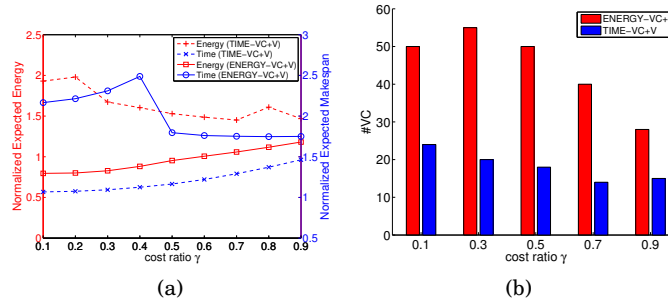 Normalized Expected Energy
2.5
2
1.5
1
0.5
0
Energy (TIME−VC+V)
Time (TIME−VC+V)
Energy (ENERGY−VC+V)
Time (ENERGY−VC+V)
3
2.5
2
1.5
1
0.5
Normalized Expected Makespan
0.1 0.2 0.3 0.4 0.5 0.6 0.7 0.8 0.9
cost ratio γ
(a)
#VC
60
50
40
30
20
10
0
ENERGY−VC+
TIME−VC+V
0.1 0.3 0.5 0.7 0.9
cost ratio γ
(b)